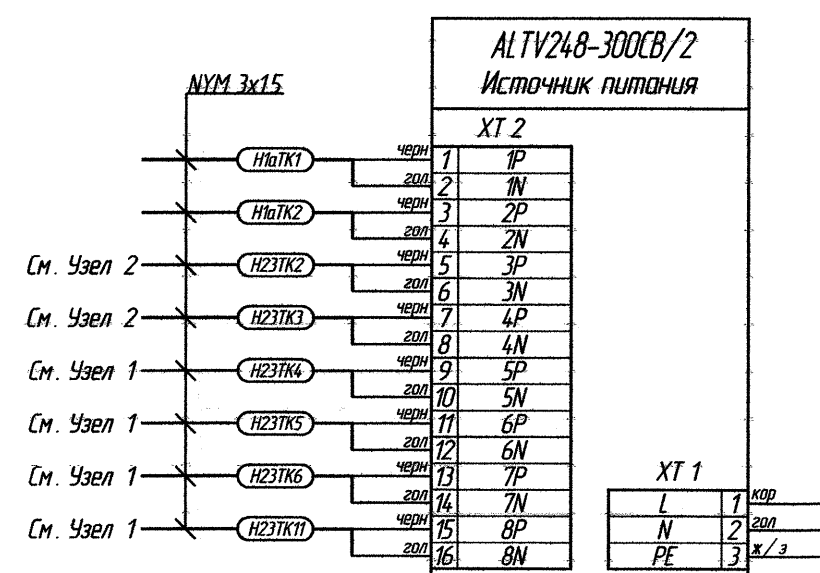 ALTV248-300CB/2
Источник питания
NYM 3x15
XT 2
H1aTK1 черн 1 1P
гол 2 1N
H1aTK2 черн 3 2P
гол 4 2N
См. Узел 2 H23TK2 черн 5 3P
гол 6 3N
См. Узел 2 H23TK3 черн 7 4P
гол 8 4N
См. Узел 1 H23TK4 черн 9 5P
гол 10 5N
См. Узел 1 H23TK5 черн 11 6P
гол 12 6N
См. Узел 1 H23TK6 черн 13 7P
гол 14 7N
См. Узел 1 H23TK11 черн 15 8P
гол 16 8N
XT 1
L 1 кор
N 2 гол
PE 3 ж/з